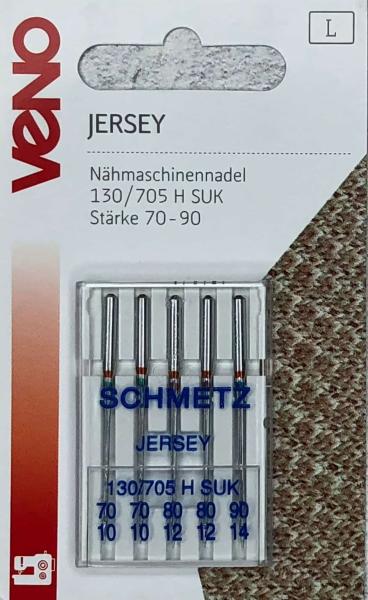 VENO
L
JERSEY
Nähmaschinennadel
130/705 H SUK
Stärke 70-90
SCHMETZ
JERSEY
130/705 H SUK
70 70 80 80 90
10 10 12 12 14